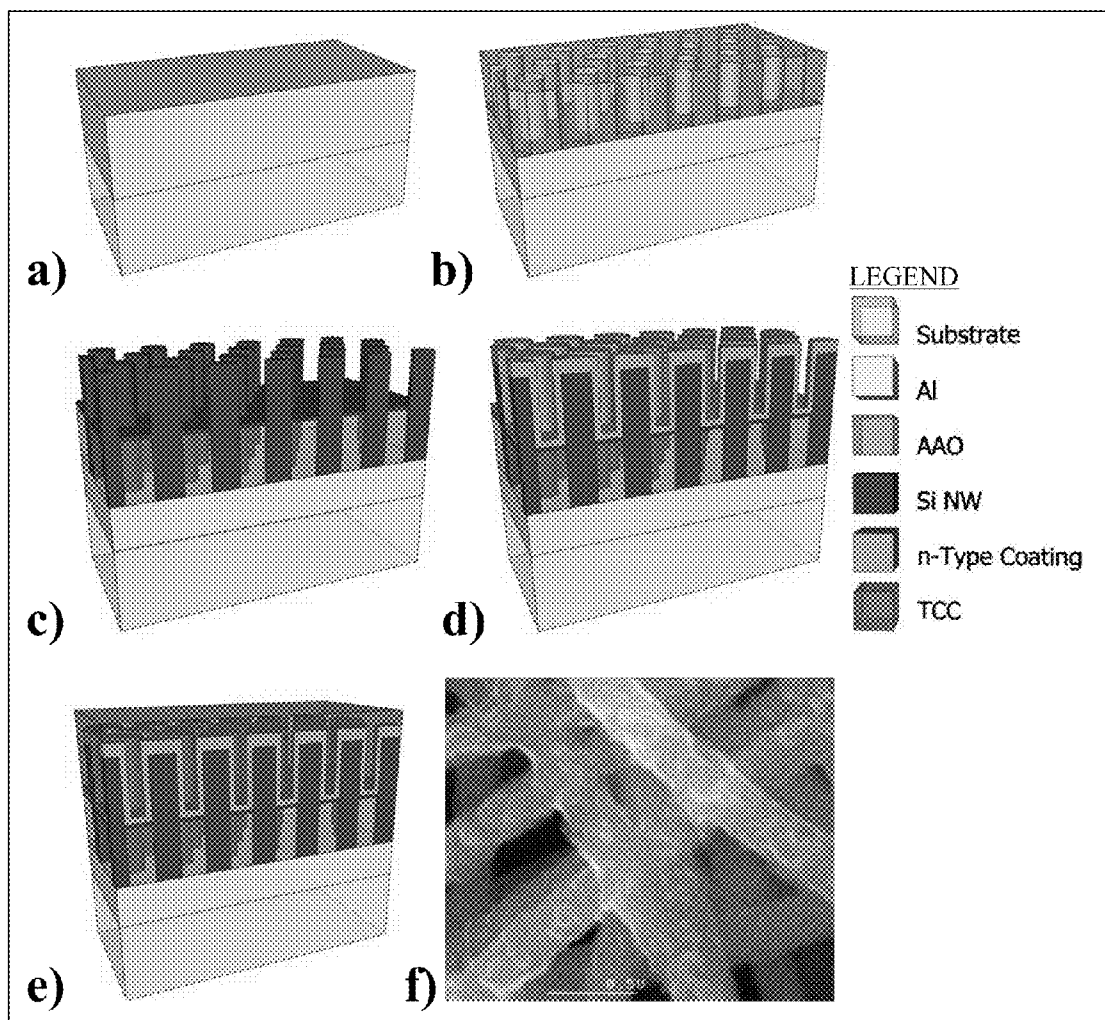 a)
b)
LEGEND
Substrate
Al
AAO
Si NW
n-Type Coating
TCC
c)
d)
e)
f)